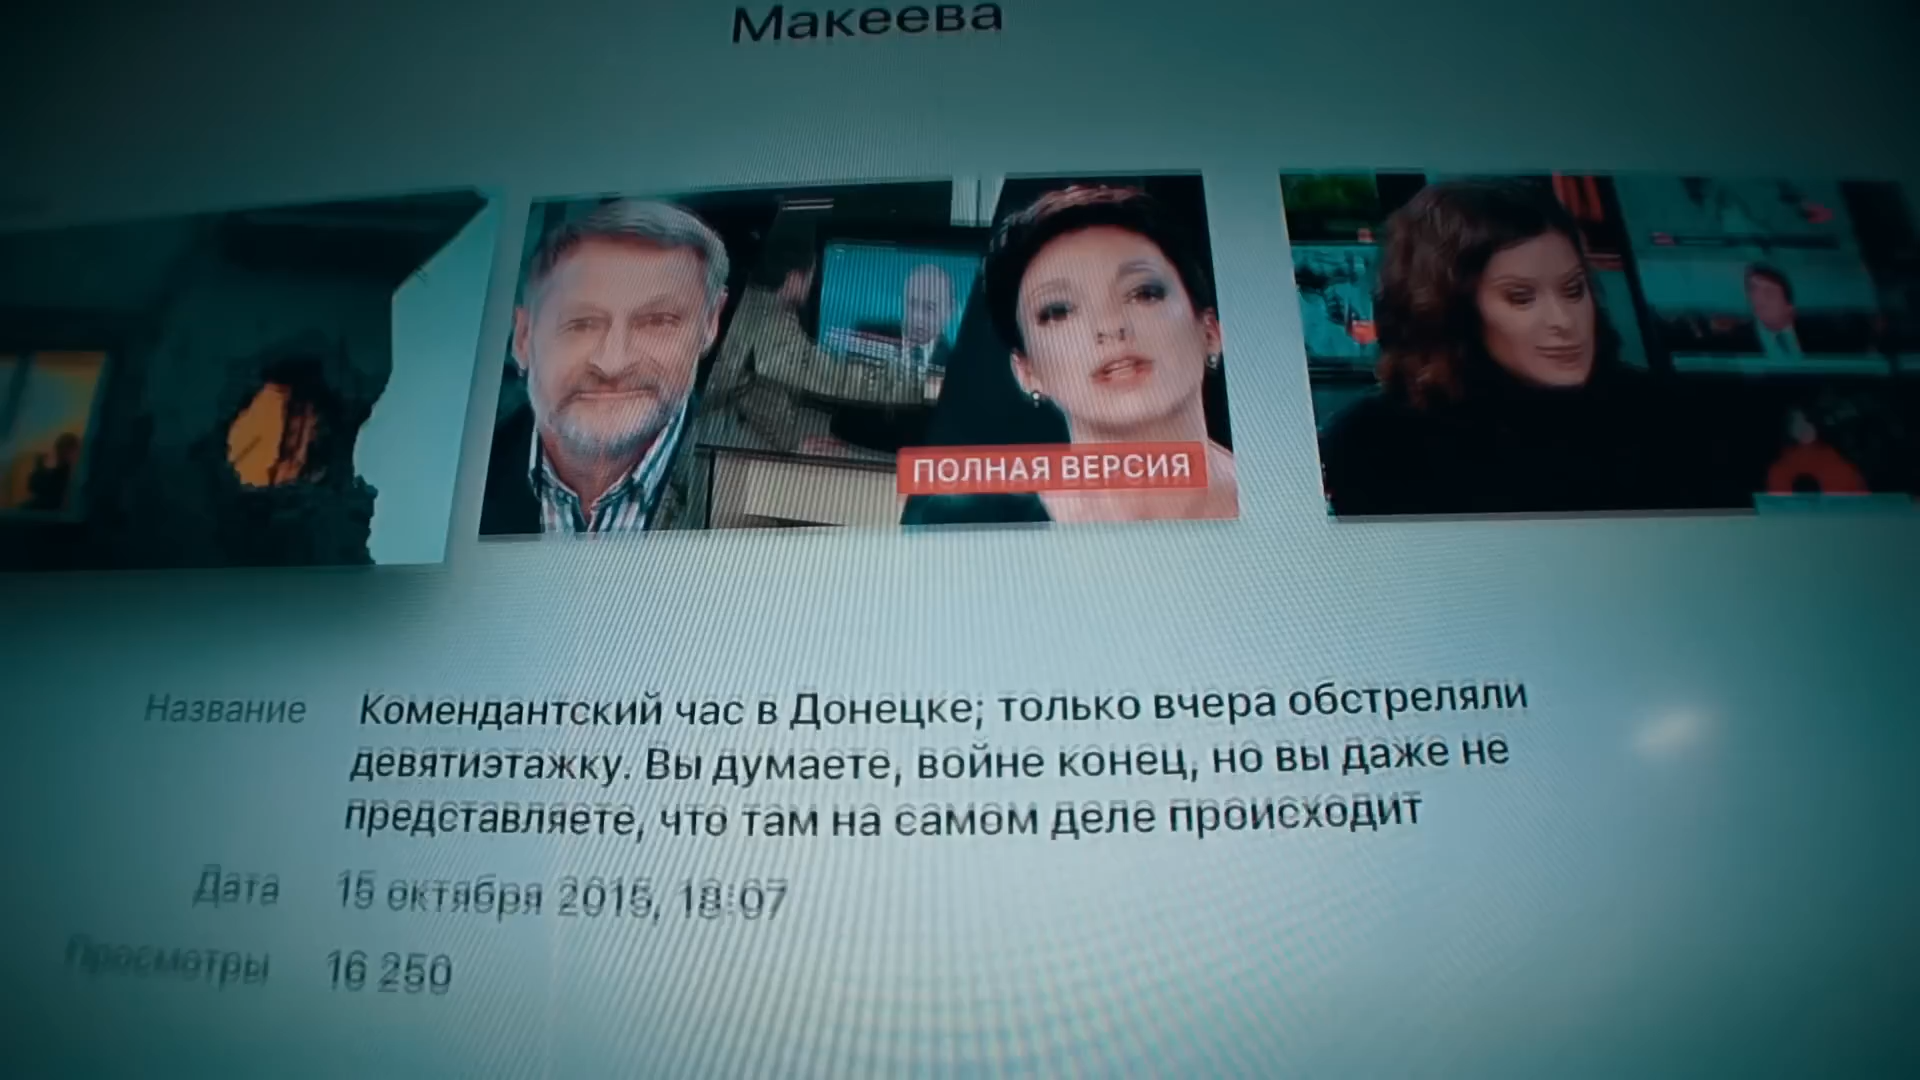 Макеева
ПОЛНАЯ ВЕРСИЯ
Название
Комендантский час в Донецке; только вчера обстреляли
девятиэтажку. Вы думаете, войне конец, но вы даже не
представляете, что там на самом деле происходит
Дата
15 октября 2015, 18:07
Просмотры
16 250